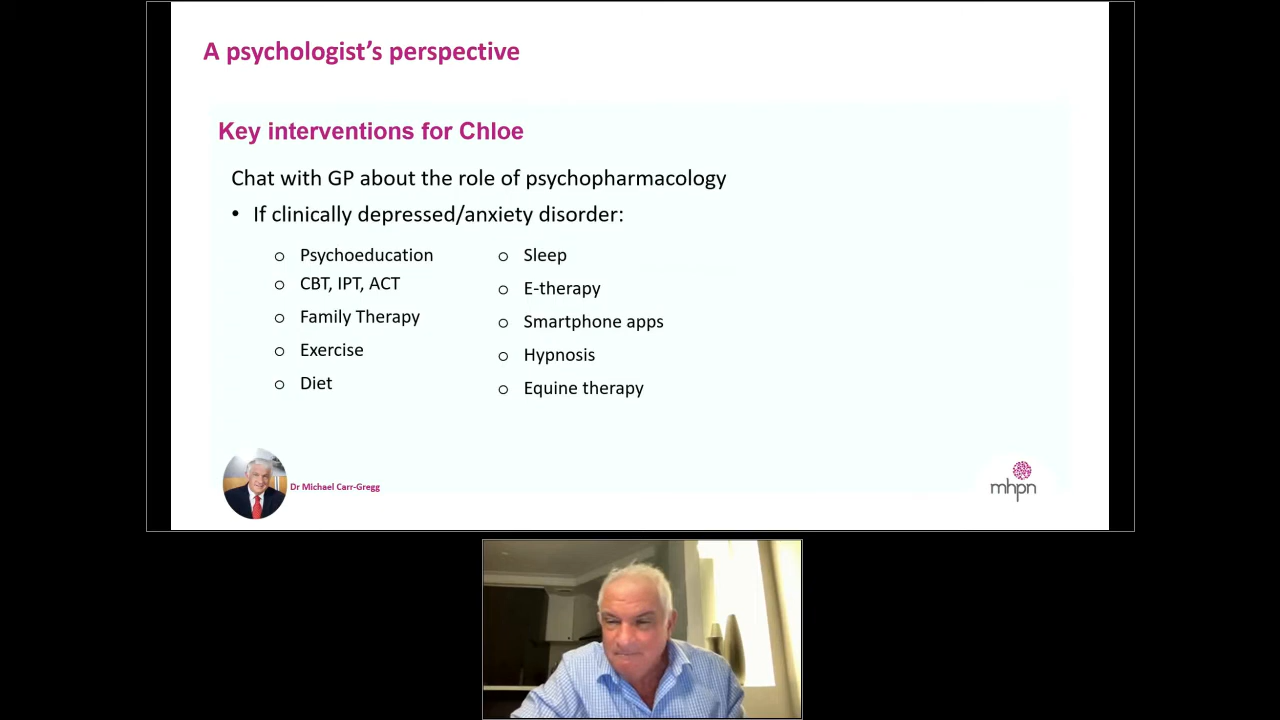 A psychologist's perspective
Key interventions for Chloe
Chat with GP about the role of psychopharmacology
• If clinically depressed/anxiety disorder:
o Psychoeducation
o CBT, IPT, ACT
o Family Therapy
o Exercise
o Diet
o Sleep
o E-therapy
o Smartphone apps
o Hypnosis
o Equine therapy
Dr Michael Carr-Gregg
mhpn